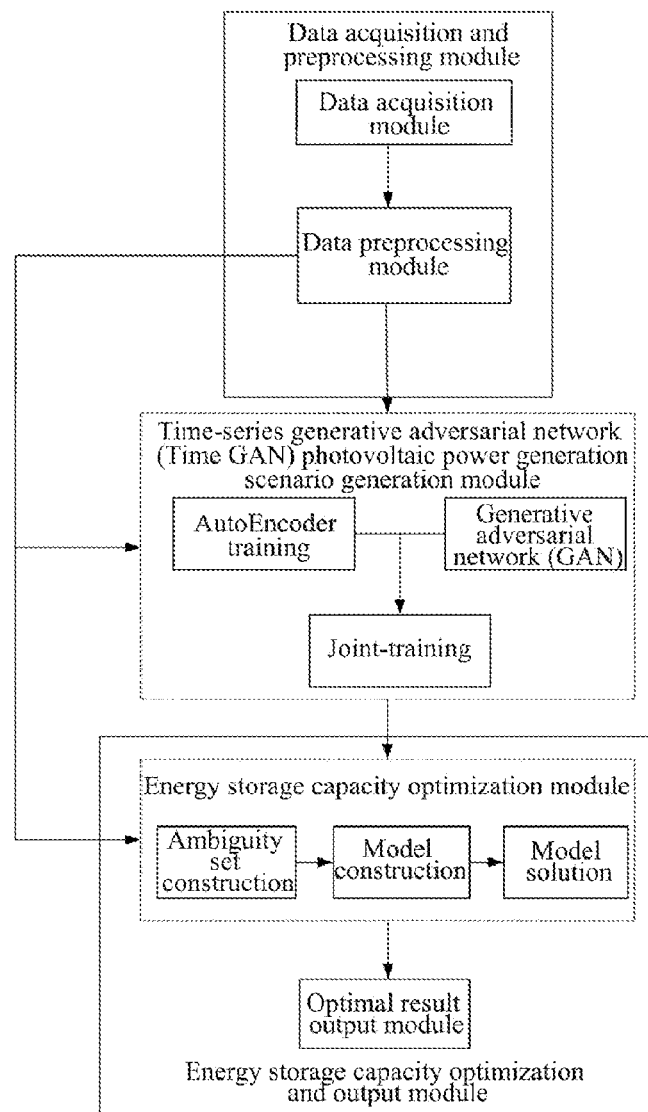 Data acquisition and
preprocessing module
Data acquisition
module
Data preprocessing
module
Time-series generative adversarial network
(Time GAN) photovoltaic power generation
scenario generation module
AutoEncoder
training
Generative
adversarial
network (GAN)
Joint-training
Energy storage capacity optimization module
Ambiguity
set
construction
Model
construction
Model
solution
Optimal result
output module
Energy storage capacity optimization
and output module